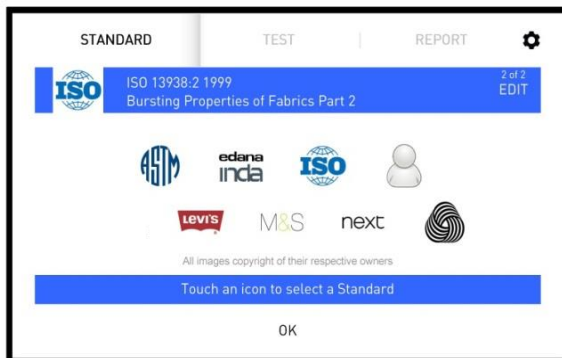 STANDARD TEST REPORT
ISO
ISO 13938:2 1999
Bursting Properties of Fabrics Part 2
2 of 2
EDIT
ASTM
edana
inda
ISO
LEVI'S
M&S
next
All images copyright of their respective owners
Touch an icon to select a Standard
OK